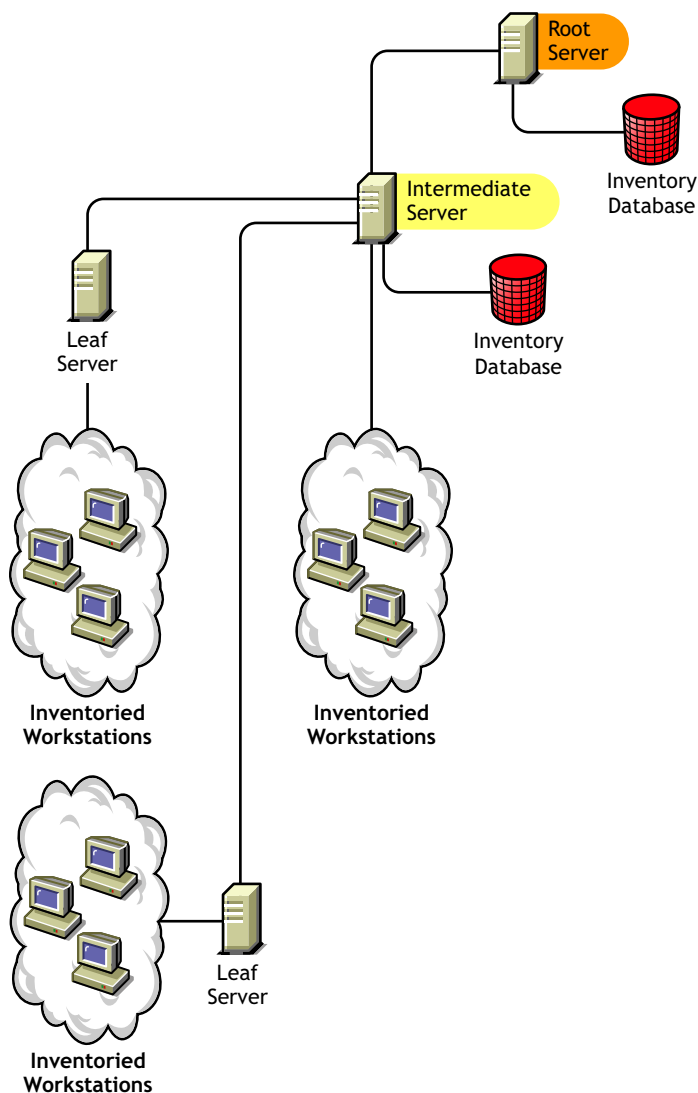 Root
Server
Inventory
Database
Intermediate
Server
Leaf
Server
Inventory
Database
Inventoried
Workstations
Inventoried
Workstations
Leaf
Server
Inventoried
Workstations